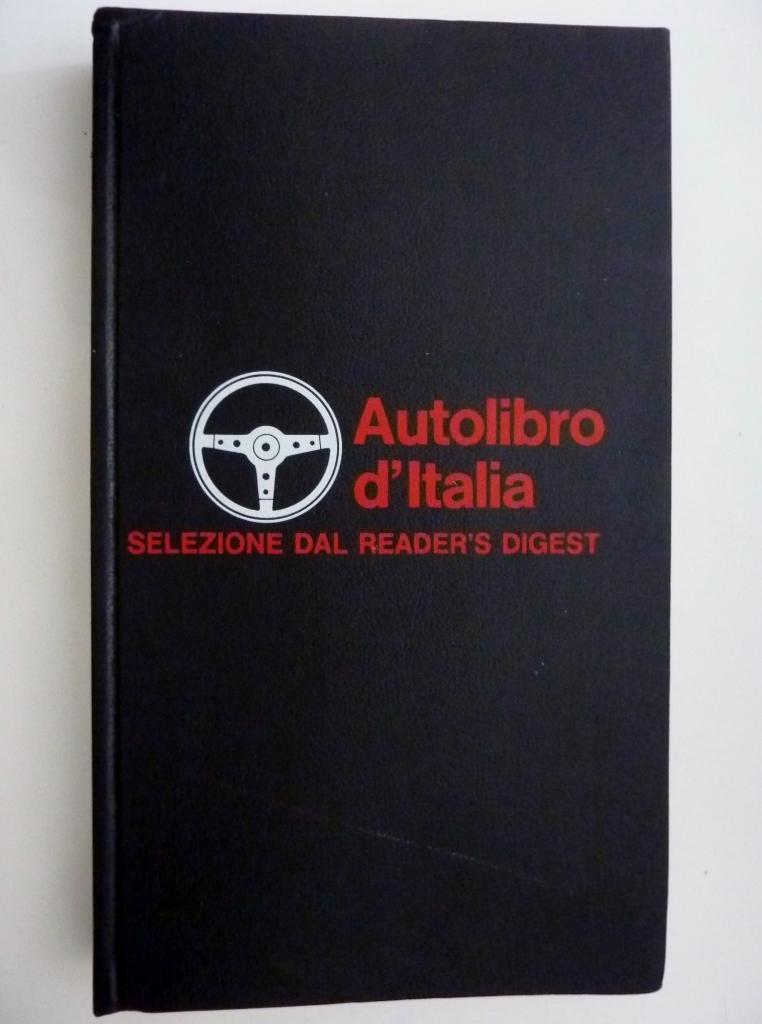 Autolibro
d'Italia
SELEZIONE DAL READER'S DIGEST